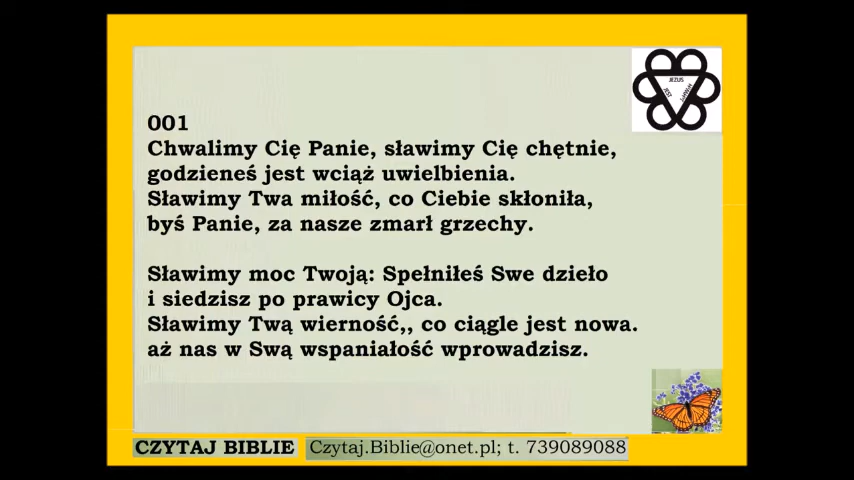 JEZUS
JEST
001
Chwalimy Cię Panie, sławimy Cię chętnie,
godzieneś jest wciąż uwielbienia.
Sławimy Twa miłość, co Ciebie skłoniła,
byś Panie, za nasze zmarł grzechy.
Sławimy moc Twoją: Spełniłeś Swe dzieło
i siedzisz po prawicy Ojca.
Sławimy Twą wierność,, co ciągle jest nowa.
aż nas w Swą wspaniałość wprowadzisz.
CZYTAJ BIBLIE
Czytaj.Biblie@onet.pl; t. 739089088